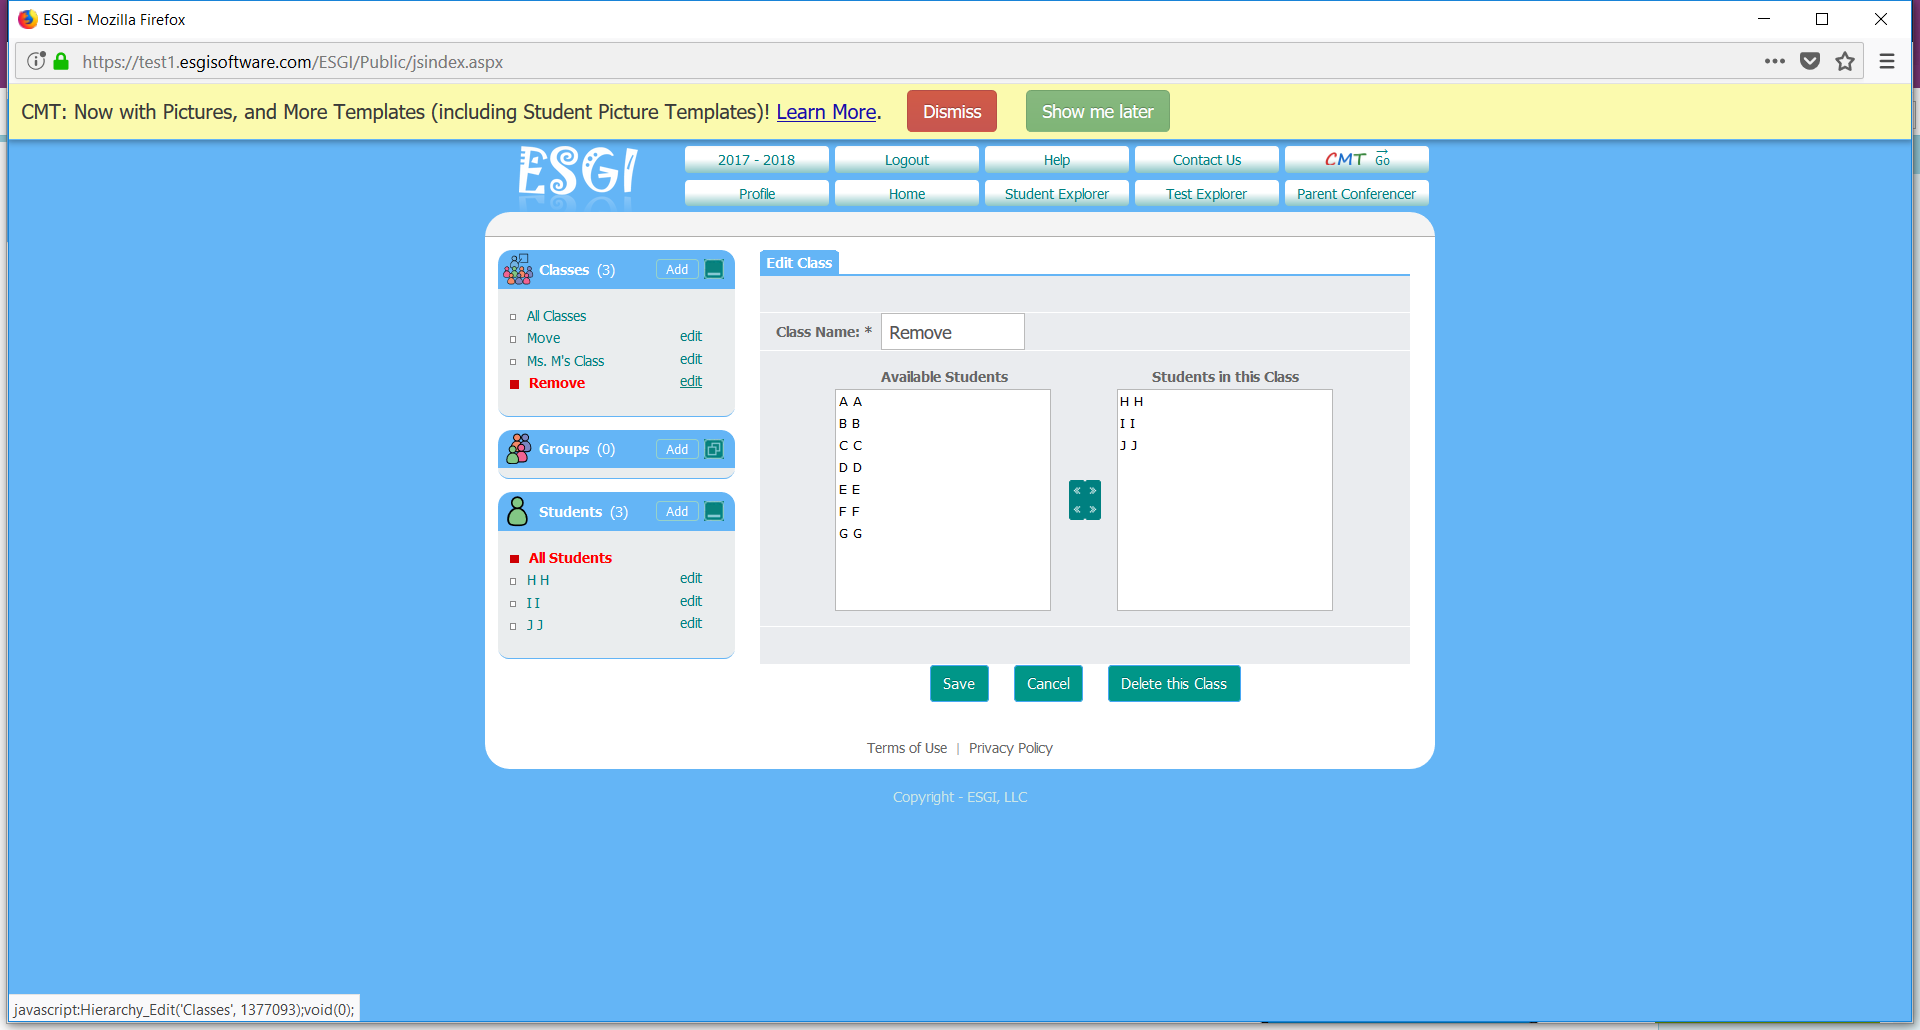 ESGI - Mozilla Firefox
https://test1.esgisoftware.com/ESGI/Public/jsindex.aspx
CMT: Now with Pictures, and More Templates (including Student Picture Templates)! Learn More. Dismiss Show me later
ESGI
2017 - 2018 Logout Help Contact Us CMT Go
Profile Home Student Explorer Test Explorer Parent Conferencer
Classes (3) Add
All Classes
Move edit
Ms. M's Class edit
Remove edit
Groups (0) Add
Students (3) Add
All Students
H H edit
I I edit
J J edit
Edit Class
Class Name: * Remove
Available Students
A A
B B
C C
D D
E E
F F
G G
Students in this Class
H H
I I
J J
Save Cancel Delete this Class
Terms of Use | Privacy Policy
Copyright - ESGI, LLC
javascript:Hierarchy_Edit('Classes', 1377093);void(0);